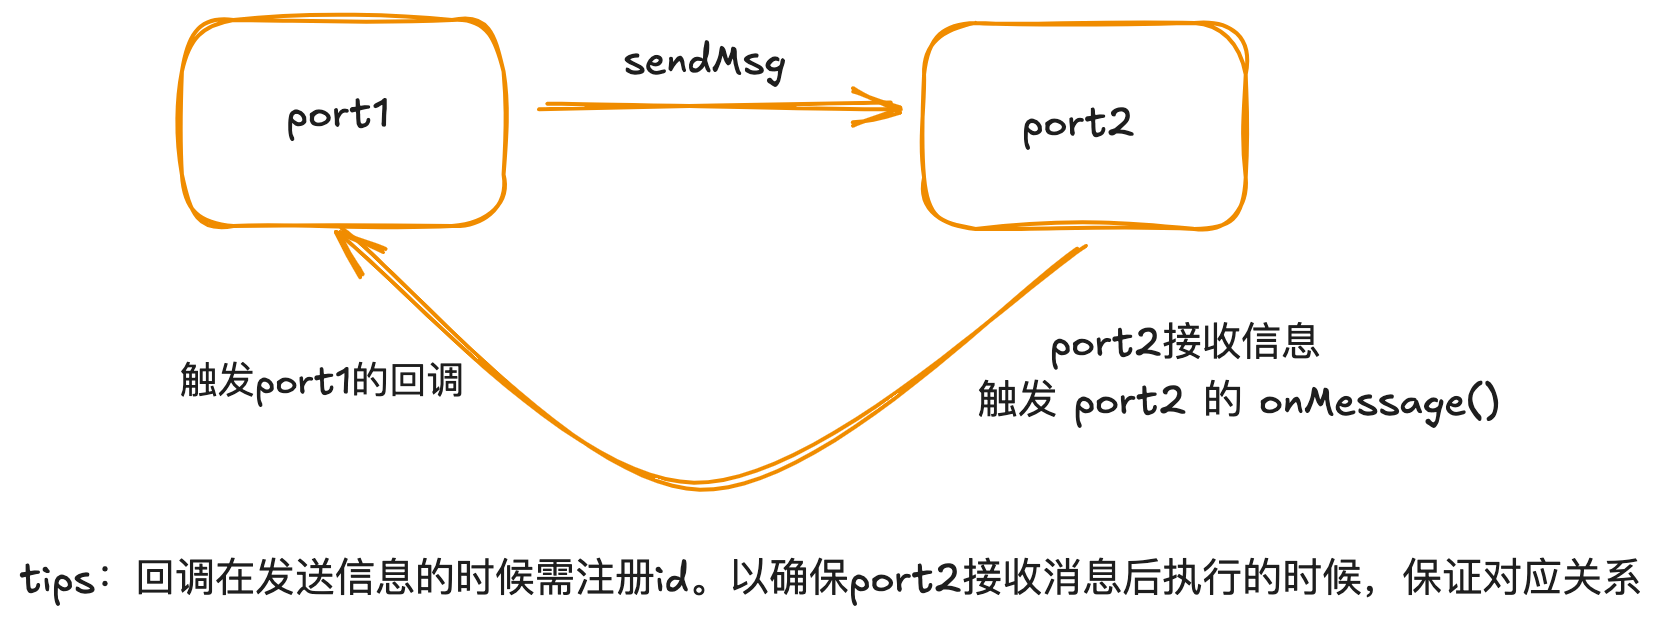 sendMsg
port1
port2
port2接收信息
触发port1的回调
触发 port2 的 onMessage()
tips：回调在发送信息的时候需注册id。以确保port2接收消息后执行的时候，保证对应关系